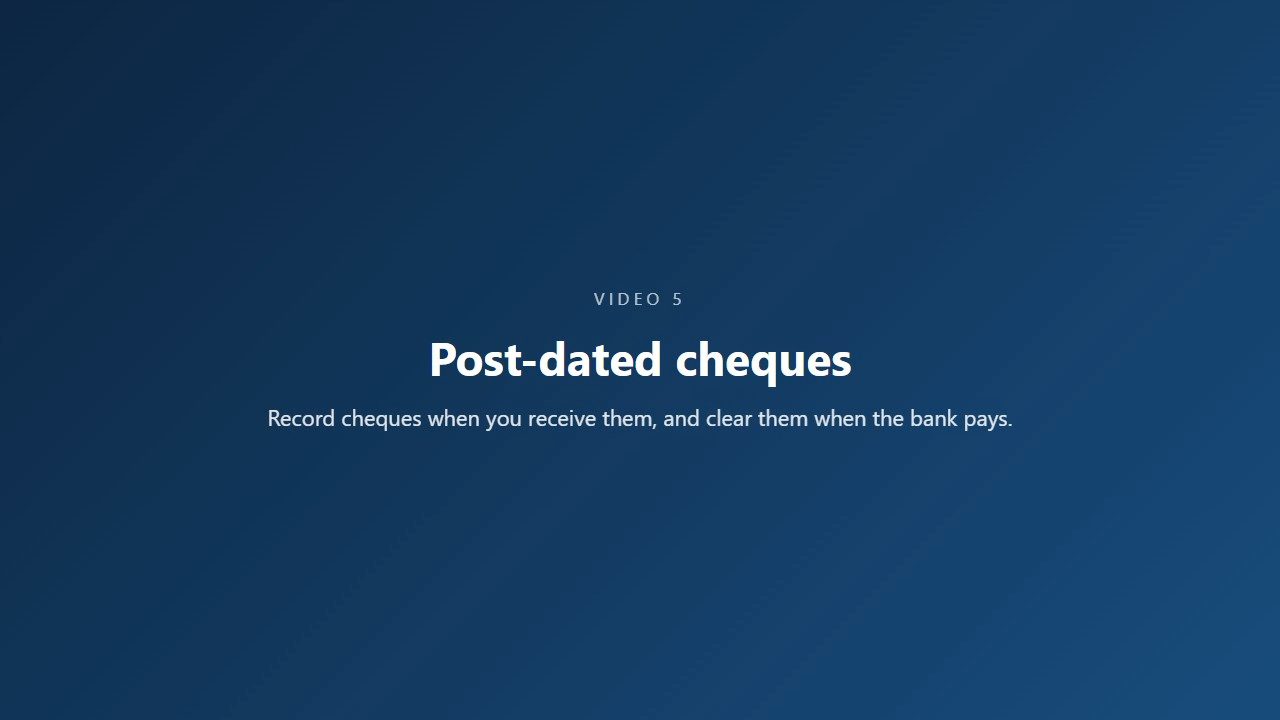 VIDEO 5
Post-dated cheques
Record cheques when you receive them, and clear them when the bank pays.